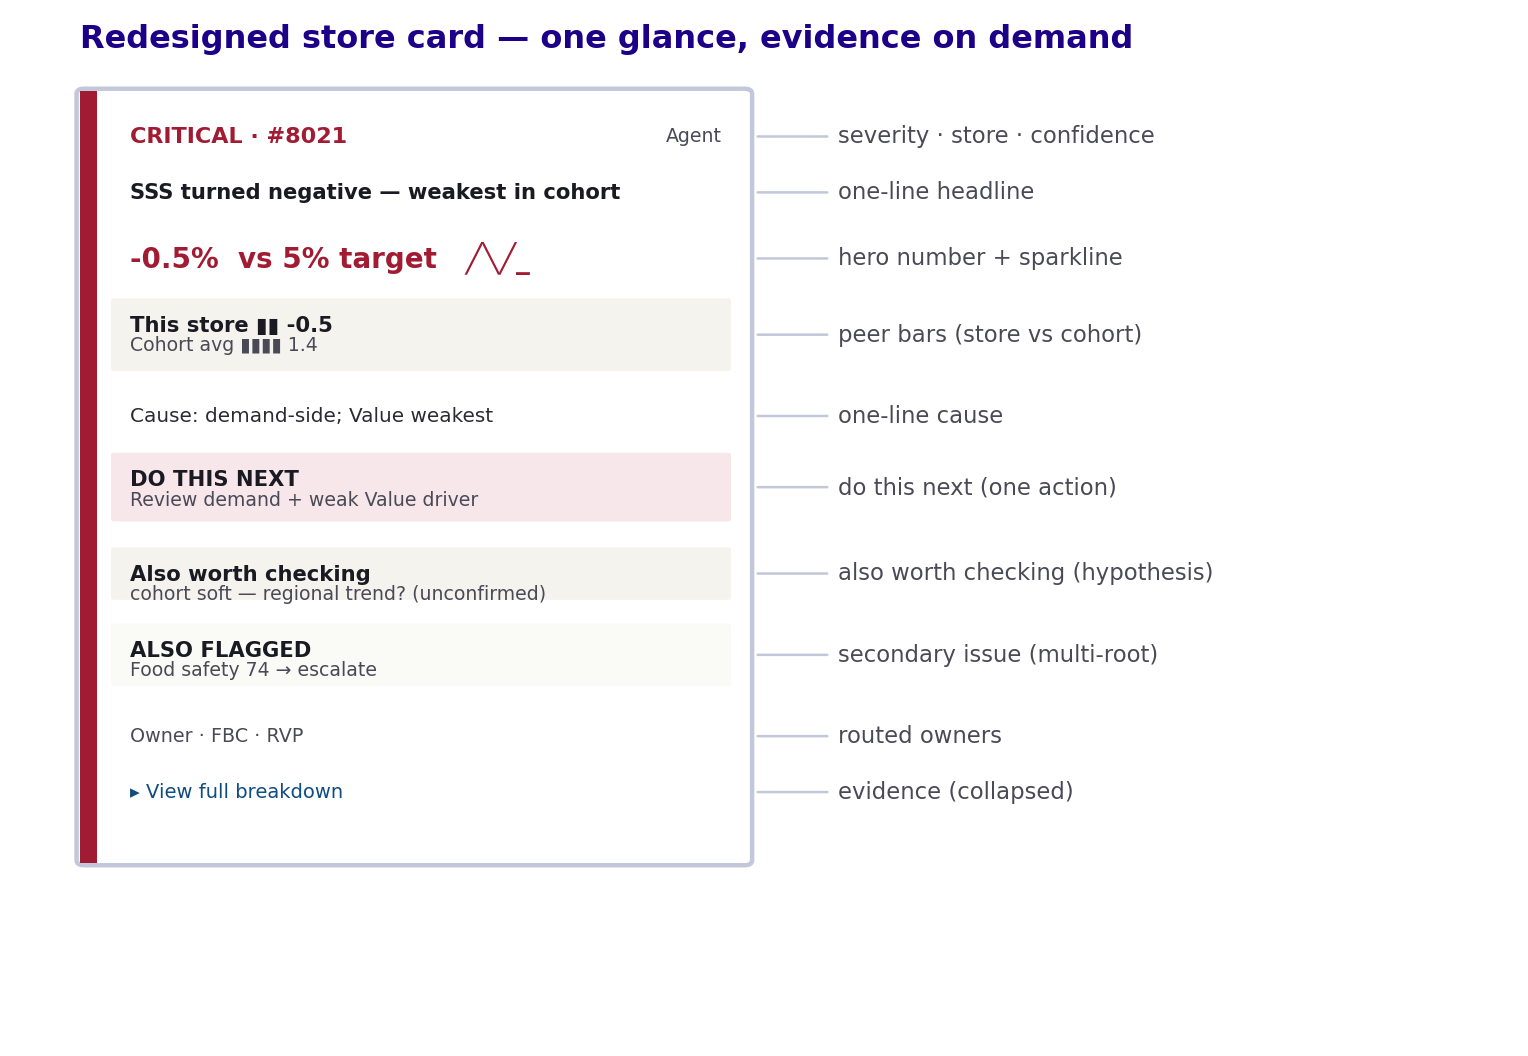 Redesigned store card — one glance, evidence on demand
CRITICAL · #8021
Agent
severity · store · confidence
SSS turned negative — weakest in cohort
one-line headline
-0.5%  vs 5% target  ╱╲╱_
hero number + sparkline
This store ▮▮ -0.5
Cohort avg ▮▮▮▮ 1.4
peer bars (store vs cohort)
Cause: demand-side; Value weakest
one-line cause
DO THIS NEXT
Review demand + weak Value driver
do this next (one action)
Also worth checking
cohort soft — regional trend? (unconfirmed)
also worth checking (hypothesis)
ALSO FLAGGED
Food safety 74 → escalate
secondary issue (multi-root)
Owner · FBC · RVP
routed owners
▸ View full breakdown
evidence (collapsed)